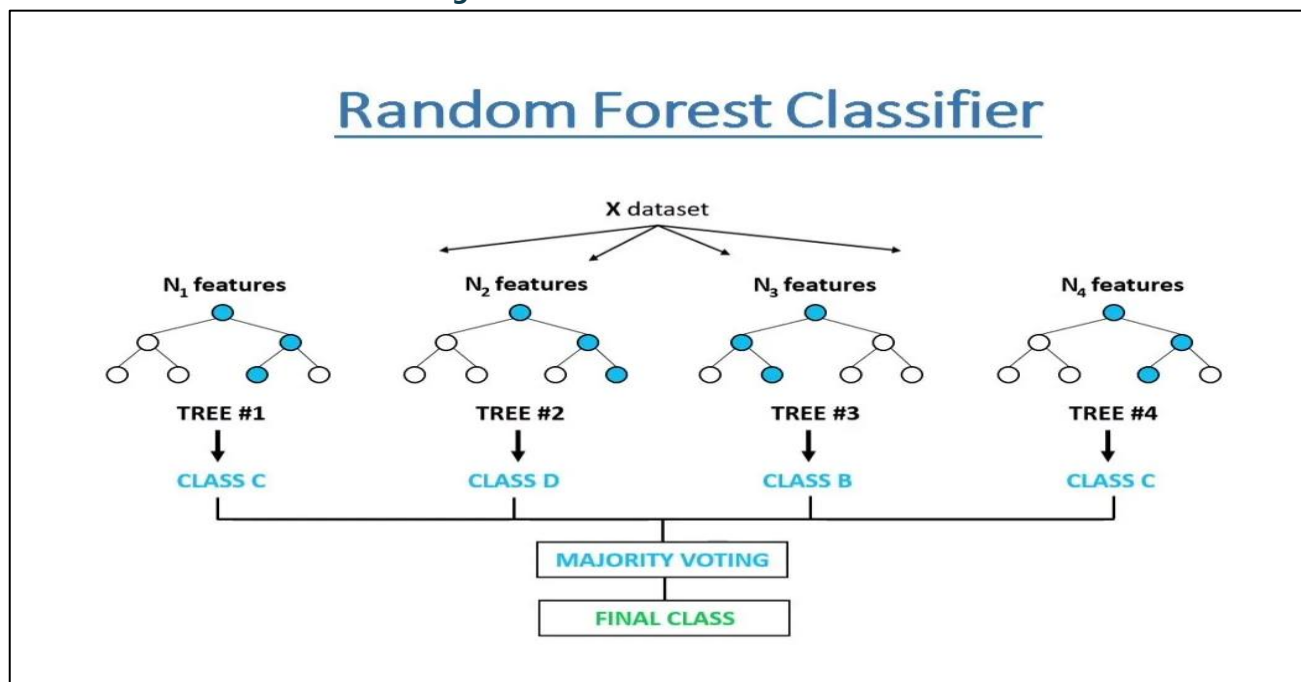 Random Forest Classifier
X dataset
N₁ features N₂ features N₃ features N₄ features
TREE #1 TREE #2 TREE #3 TREE #4
CLASS C CLASS D CLASS B CLASS C
MAJORITY VOTING
FINAL CLASS